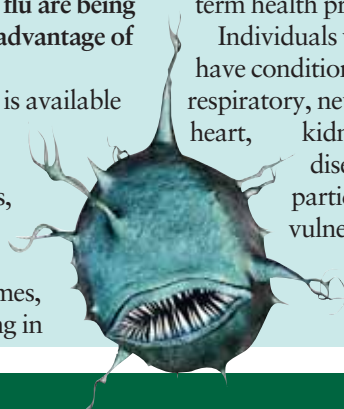 flu are being
advantage of
is available
s,
mes,
ng in
term health pr
Individuals
have condition
respiratory, ne
heart, kidn
dise
partic
vulne